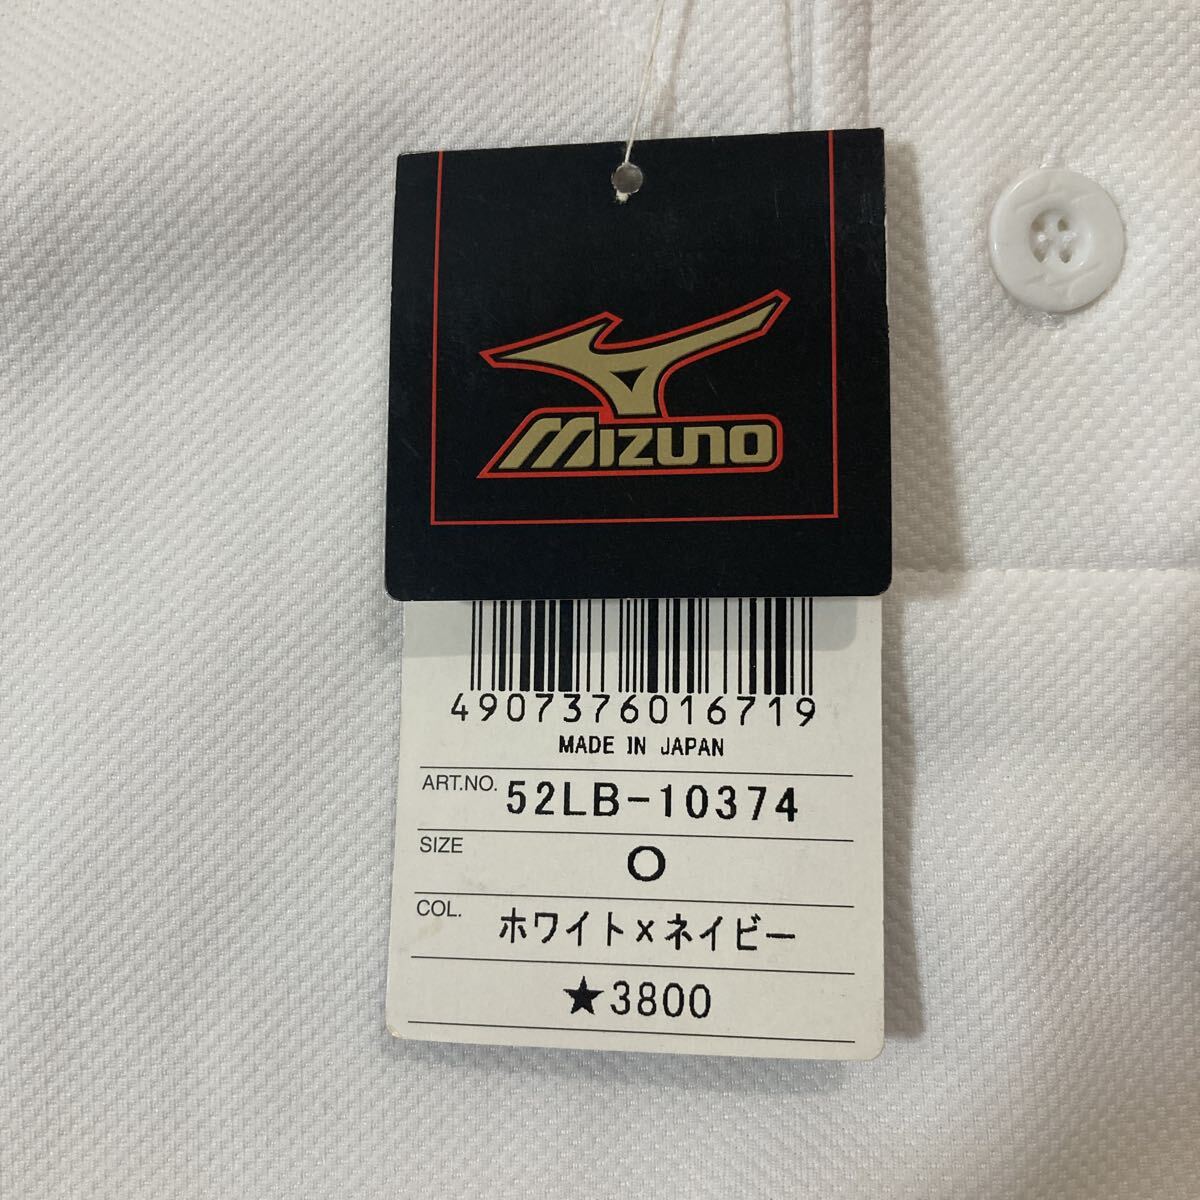 MIZUNO
4907376016719
MADE IN JAPAN
ART.NO. 52LB-10374
SIZE O
COL. ホワイト×ネイビー
★3800